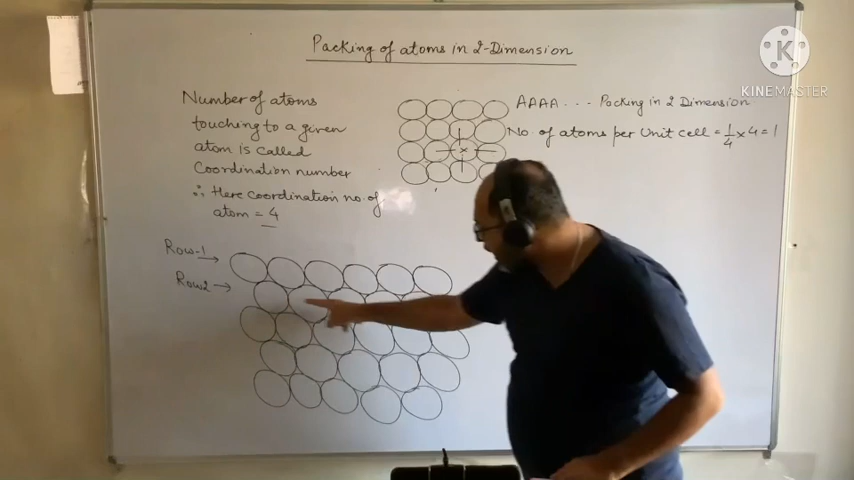 Packing of atoms in 2-Dimension
K
KINEMASTER
Number of atoms
touching to a given
atom is called
Coordination number
∴ Here coordination no. of
atom = 4
AAAA ... Packing in 2 Dimension
No. of atoms per Unit cell = 1/4 x 4 = 1
x
Row-1 →
Row2 →